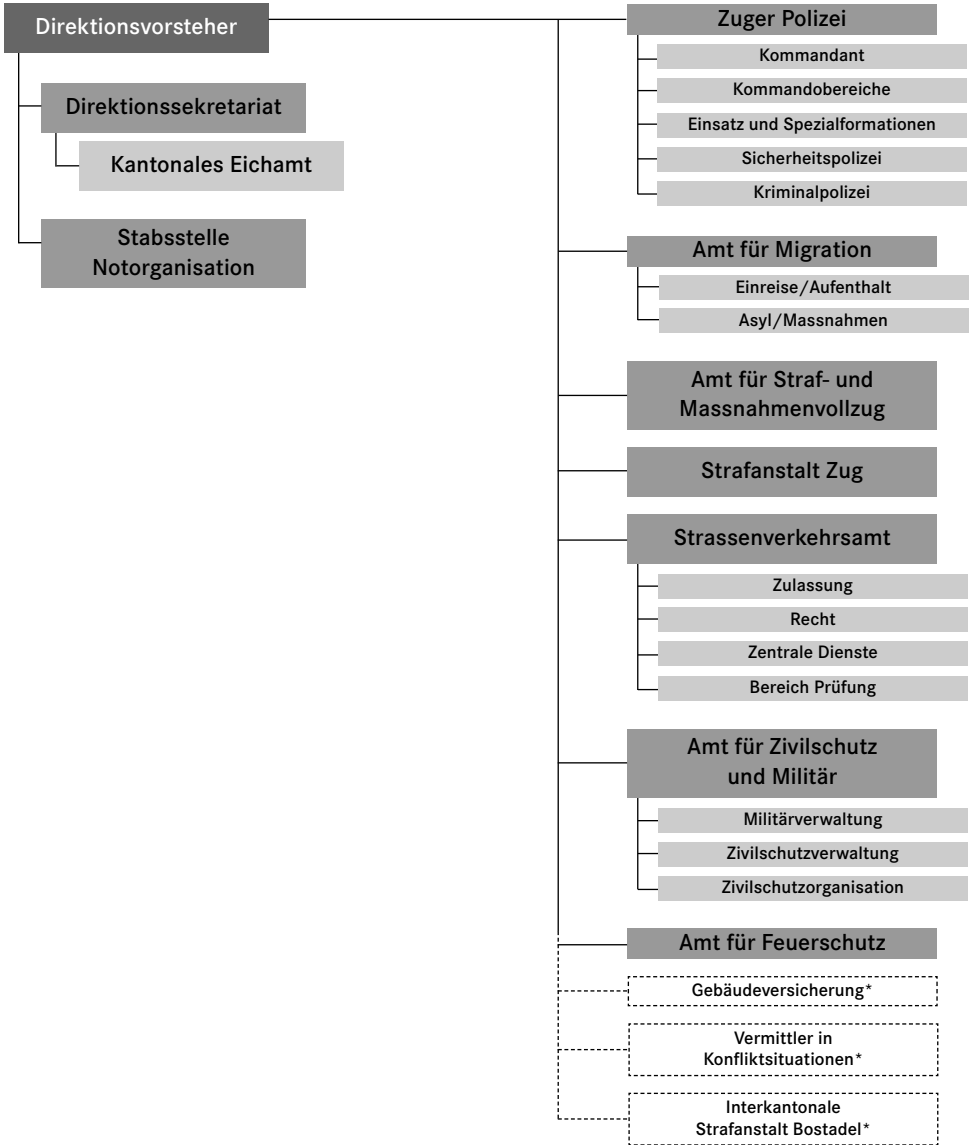 Direktionsvorsteher
Direktionssekretariat
Kantonales Eichamt
Stabsstelle
Notorganisation
Zuger Polizei
Kommandant
Kommandobereiche
Einsatz und Spezialformationen
Sicherheitspolizei
Kriminalpolizei
Amt für Migration
Einreise/Aufenthalt
Asyl/Massnahmen
Amt für Straf- und
Massnahmenvollzug
Strafanstalt Zug
Strassenverkehrsamt
Zulassung
Recht
Zentrale Dienste
Bereich Prüfung
Amt für Zivilschutz
und Militär
Militärverwaltung
Zivilschutzverwaltung
Zivilschutzorganisation
Amt für Feuerschutz
Gebäudeversicherung*
Vermittler in
Konfliktsituationen*
Interkantonale
Strafanstalt Bostadel*